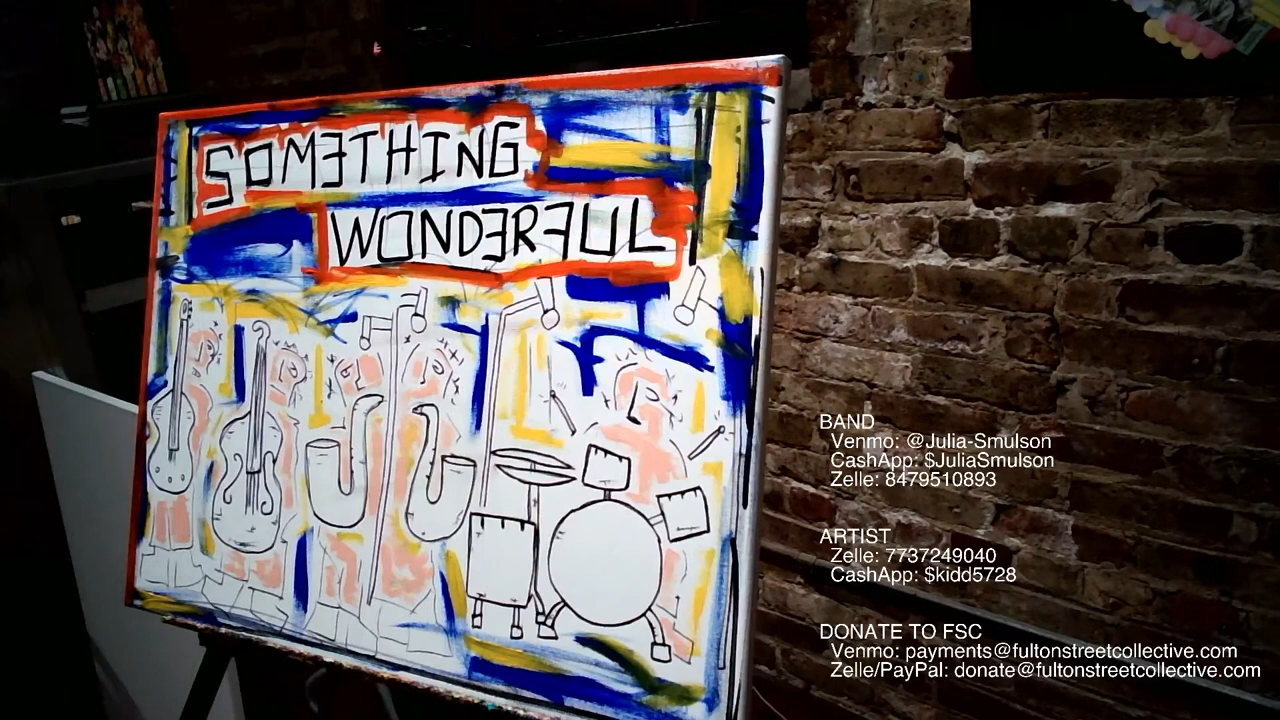 SOMETHING
WONDERFUL
BAND
Venmo: @Julia-Smulson
CashApp: $JuliaSmulson
Zelle: 8479510893
ARTIST
Zelle: 7737249040
CashApp: $kidd5728
DONATE TO FSC
Venmo: payments@fultonstreetcollective.com
Zelle/PayPal: donate@fultonstreetcollective.com